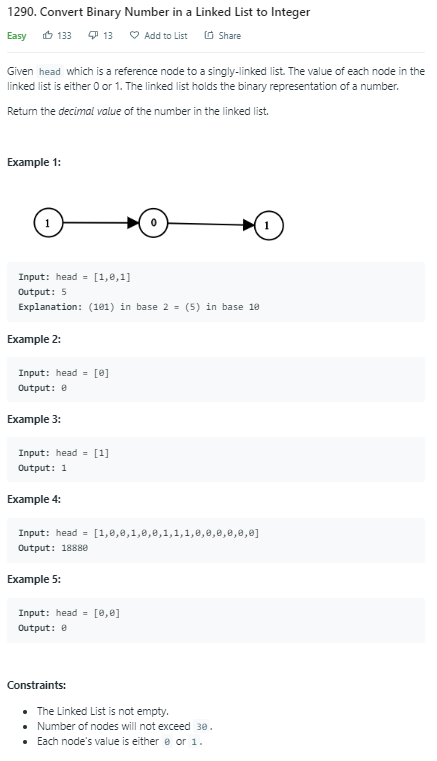 1290. Convert Binary Number in a Linked List to Integer
Easy 133 13 Add to List Share
Given head which is a reference node to a singly-linked list. The value of each node in the
linked list is either 0 or 1. The linked list holds the binary representation of a number.
Return the decimal value of the number in the linked list.
Example 1:
1 0 1
Input: head = [1,0,1]
Output: 5
Explanation: (101) in base 2 = (5) in base 10
Example 2:
Input: head = [0]
Output: 0
Example 3:
Input: head = [1]
Output: 1
Example 4:
Input: head = [1,0,0,1,0,0,1,1,1,0,0,0,0,0,0]
Output: 18880
Example 5:
Input: head = [0,0]
Output: 0
Constraints:
• The Linked List is not empty.
• Number of nodes will not exceed 30.
• Each node's value is either 0 or 1.